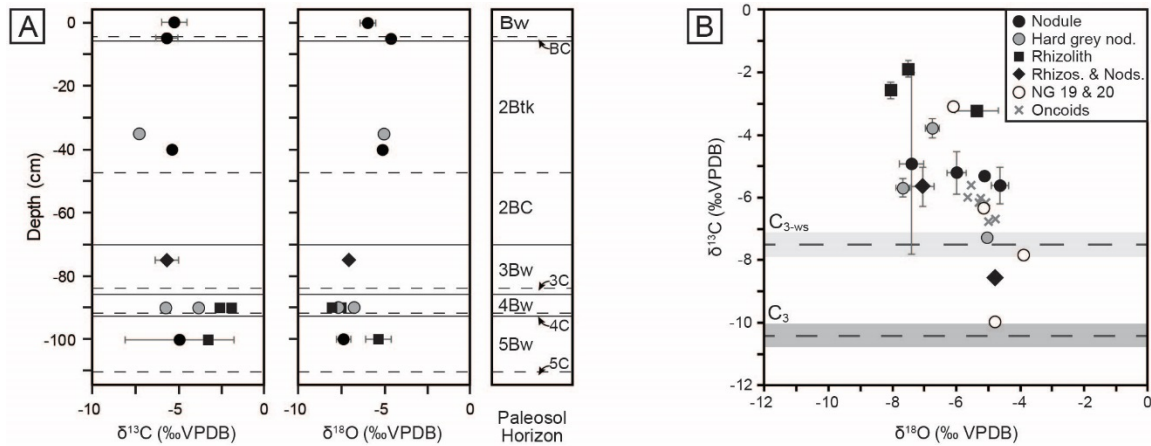 A
0
-20
-40
-60
-80
-100
Depth (cm)
-10
-5
0
δ¹³C (‰VPDB)
-10
-5
0
δ¹⁸O (‰VPDB)
Bw
BC
2Btk
2BC
3Bw
3C
4Bw
4C
5Bw
5C
Paleosol
Horizon
B
0
-2
-4
-6
-8
-10
-12
δ¹³C (‰VPDB)
C3-ws
C3
Nodule
Hard grey nod.
Rhizolith
Rhizos. & Nods.
NG 19 & 20
Oncoids
-12
-10
-8
-6
-4
-2
0
δ¹⁸O (‰VPDB)